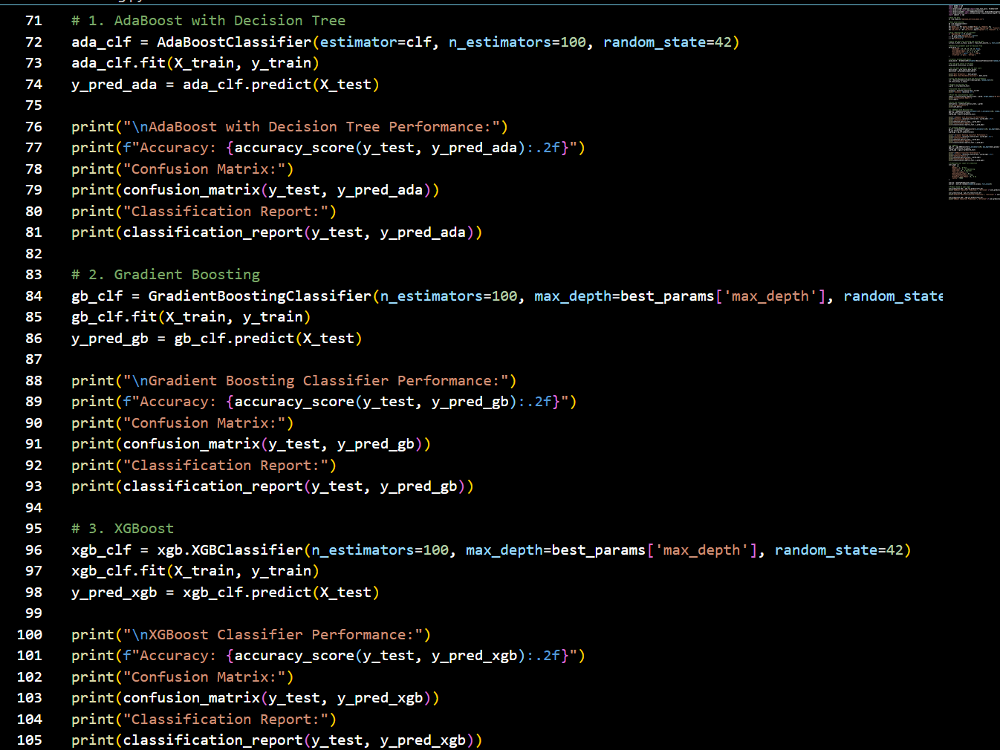 71 # 1. AdaBoost with Decision Tree
72 ada_clf = AdaBoostClassifier(estimator=clf, n_estimators=100, random_state=42)
73 ada_clf.fit(X_train, y_train)
74 y_pred_ada = ada_clf.predict(X_test)
75
76 print("\nAdaBoost with Decision Tree Performance:")
77 print(f"Accuracy: {accuracy_score(y_test, y_pred_ada):.2f}")
78 print("Confusion Matrix:")
79 print(confusion_matrix(y_test, y_pred_ada))
80 print("Classification Report:")
81 print(classification_report(y_test, y_pred_ada))
82
83 # 2. Gradient Boosting
84 gb_clf = GradientBoostingClassifier(n_estimators=100, max_depth=best_params['max_depth'], random_state
85 gb_clf.fit(X_train, y_train)
86 y_pred_gb = gb_clf.predict(X_test)
87
88 print("\nGradient Boosting Classifier Performance:")
89 print(f"Accuracy: {accuracy_score(y_test, y_pred_gb):.2f}")
90 print("Confusion Matrix:")
91 print(confusion_matrix(y_test, y_pred_gb))
92 print("Classification Report:")
93 print(classification_report(y_test, y_pred_gb))
94
95 # 3. XGBoost
96 xgb_clf = xgb.XGBClassifier(n_estimators=100, max_depth=best_params['max_depth'], random_state=42)
97 xgb_clf.fit(X_train, y_train)
98 y_pred_xgb = xgb_clf.predict(X_test)
99
100 print("\nXGBoost Classifier Performance:")
101 print(f"Accuracy: {accuracy_score(y_test, y_pred_xgb):.2f}")
102 print("Confusion Matrix:")
103 print(confusion_matrix(y_test, y_pred_xgb))
104 print("Classification Report:")
105 print(classification_report(y_test, y_pred_xgb))